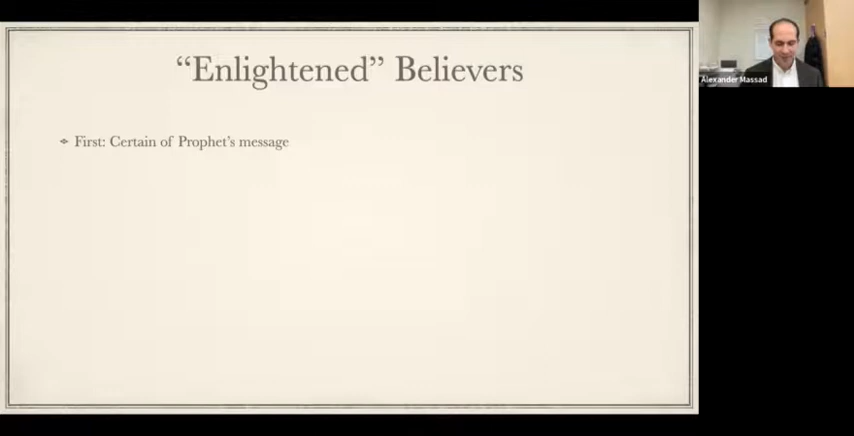 “Enlightened” Believers
First: Certain of Prophet’s message
Alexander Massad